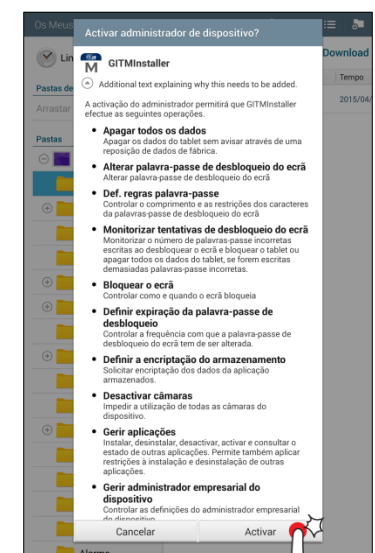 Os Meus
Activar administrador de dispositivo?
Lin
Download
GITMInstaller
Tempo
Additional text explaining why this needs to be added.
Pastas de
2015/04/
Arrastar
A activação do administrador permitirá que GITMInstaller
efectue as seguintes operações.
Pastas
• Apagar todos os dados
Apagar os dados do tablet sem avisar através de uma
reposição de dados de fábrica.
• Alterar palavra-passe de desbloqueio do ecrã
Alterar palavra-passe de desbloqueio do ecrã
• Def. regras palavra-passe
Controlar o comprimento e as restrições dos caracteres
da palavras-passe de desbloqueio do ecrã
• Monitorizar tentativas de desbloqueio do ecrã
Monitorizar o número de palavras-passe incorretas
escritas ao desbloquear o ecrã e bloquear o tablet ou
apagar todos os dados do tablet, se forem escritas
demasiadas palavras-passe incorretas.
• Bloquear o ecrã
Controlar como e quando o ecrã bloqueia
• Definir expiração da palavra-passe de
desbloqueio
Controlar a frequência com que a palavra-passe de
desbloqueio do ecrã tem de ser alterada.
• Definir a encriptação do armazenamento
Solicitar encriptação dos dados da aplicação
armazenados.
• Desactivar câmaras
Impedir a utilização de todas as câmaras do
dispositivo.
• Gerir aplicações
Instalar, desinstalar, desactivar, activar e consultar o
estado de outras aplicações. Permite também aplicar
restrições à instalação e desinstalação de outras
aplicações.
• Gerir administrador empresarial do
dispositivo
Controlar as definições do administrador empresarial
do dispositivo
Cancelar
Activar
Alarms